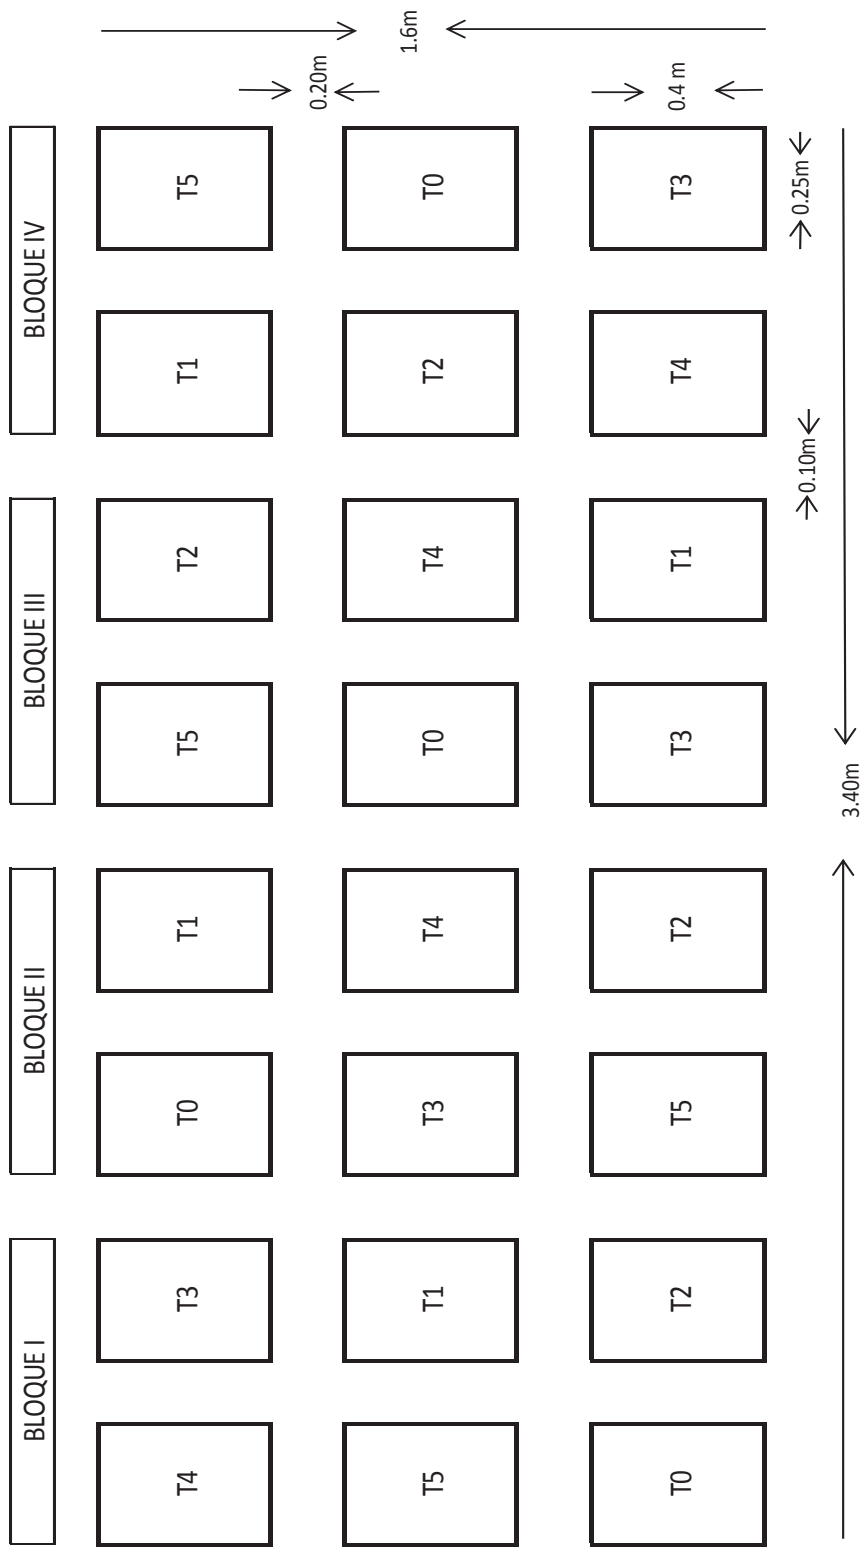 BLOQUE I
BLOQUE II
BLOQUE III
BLOQUE IV
T4
T3
T0
T1
T5
T2
T1
T5
0.20m
1.6m
T5
T1
T3
T4
T0
T4
T2
T0
T0
T2
T5
T2
T3
T1
T4
T3
0.4 m
0.10m
0.25m
3.40m